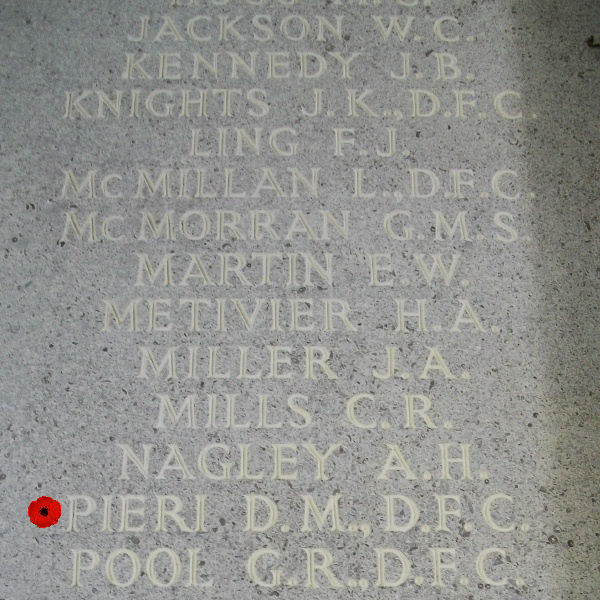 JACKSON W.C.
KENNEDY J.B.
KNIGHTS J.K.,D.F.C.
LING F.J.
McMILLAN L.,D.F.C.
McMORRAN G.M.S.
MARTIN E.W.
METIVIER H.A.
MILLER J.A.
MILLS C.R.
NAGLEY A.H.
PIERI D.M.,D.F.C.
POOL G.R.,D.F.C.